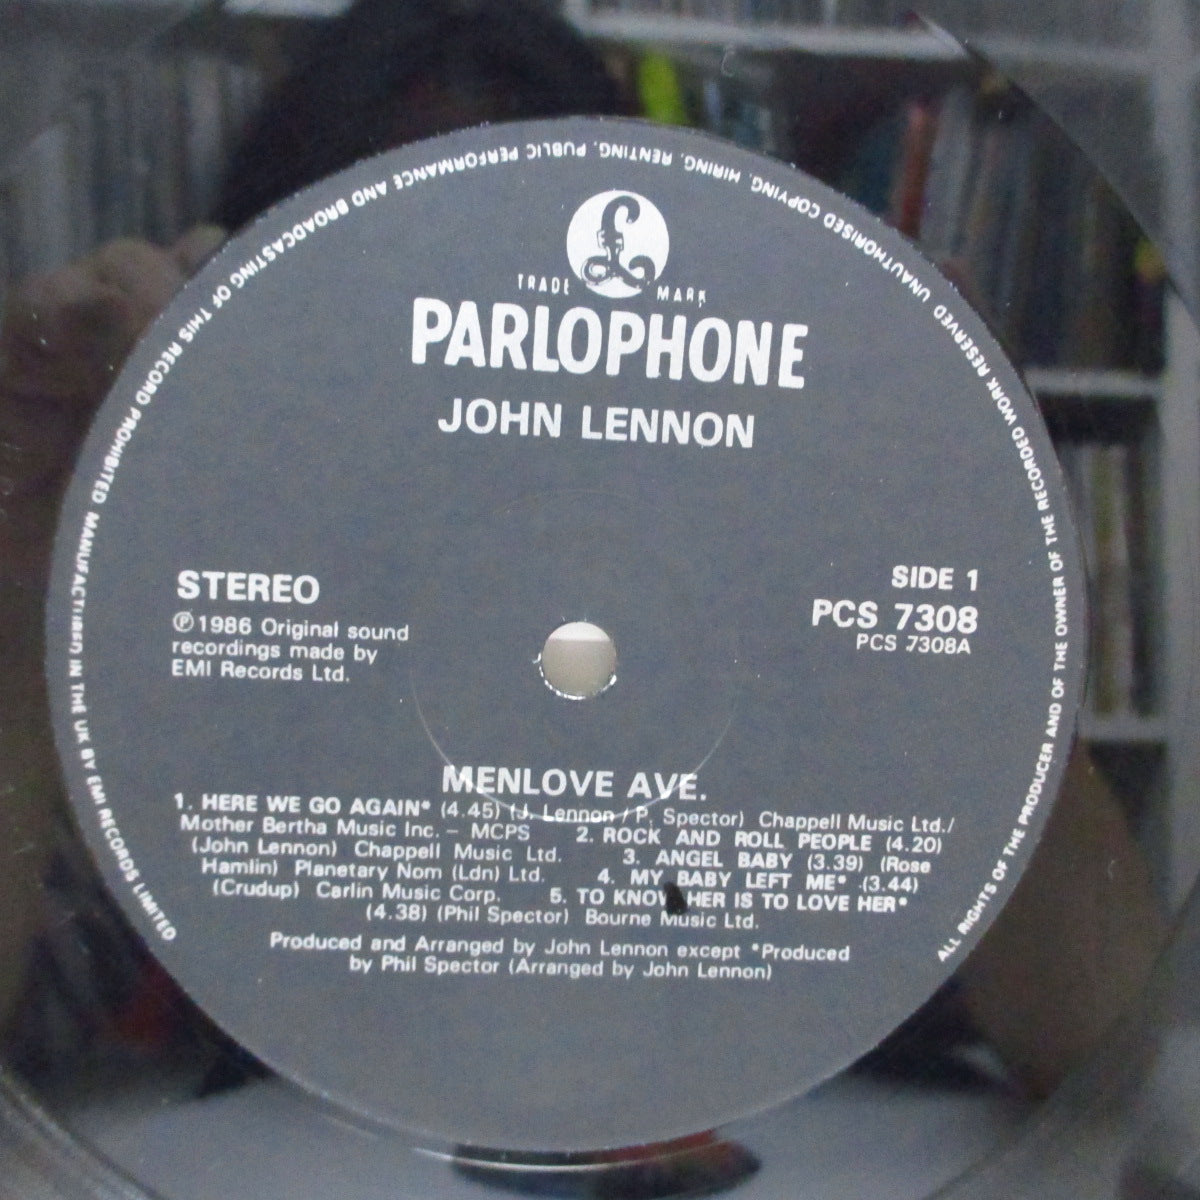 ALL RIGHTS OF THE PRODUCER AND OF THE OWNER OF THE RECORDED WORK RESERVED UNAUTHORISED COPYING, HIRING, RENTING, PUBLIC PERFORMANCE AND BROADCASTING OF THIS RECORD PROHIBITED MANUFACTURED IN THE UK BY EMI RECORDS LIMITED
£
TRADE MARK
PARLOPHONE
JOHN LENNON
STEREO
℗1986 Original sound
recordings made by
EMI Records Ltd.
SIDE 1
PCS 7308
PCS 7308A
MENLOVE AVE.
1. HERE WE GO AGAIN* (4.45) (J. Lennon / P. Spector) Chappell Music Ltd./
Mother Bertha Music Inc. – MCPS 2. ROCK AND ROLL PEOPLE (4.20)
(John Lennon) Chappell Music Ltd. 3. ANGEL BABY (3.39) (Rose
Hamlin) Planetary Nom (Ldn) Ltd. 4. MY BABY LEFT ME* (3.44)
(Crudup) Carlin Music Corp. 5. TO KNOW HER IS TO LOVE HER*
(4.38) (Phil Spector) Bourne Music Ltd.
Produced and Arranged by John Lennon except *Produced
by Phil Spector (Arranged by John Lennon)